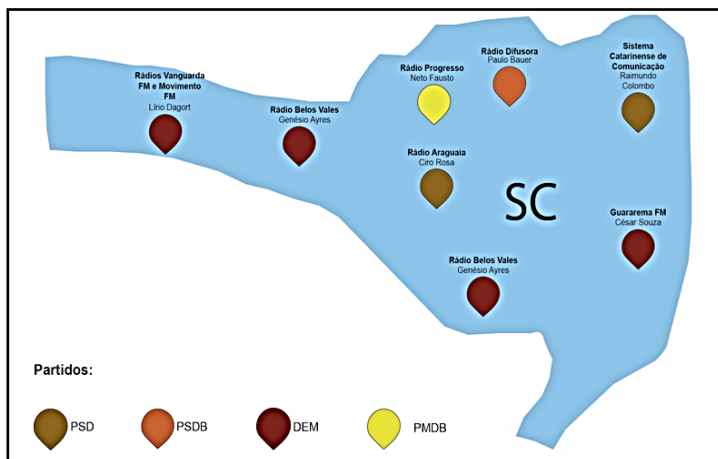 Rádios Vanguarda
FM e Movimento
FM
Lírio Dagort
Rádio Belos Vales
Genésio Ayres
Rádio Progresso
Neto Fausto
Rádio Difusora
Paulo Bauer
Sistema
Catarinense de
Comunicação
Raimundo
Colombo
Rádio Araguaia
Ciro Rosa
SC
Guararema FM
César Souza
Rádio Belos Vales
Genésio Ayres
Partidos:
PSD
PSDB
DEM
PMDB